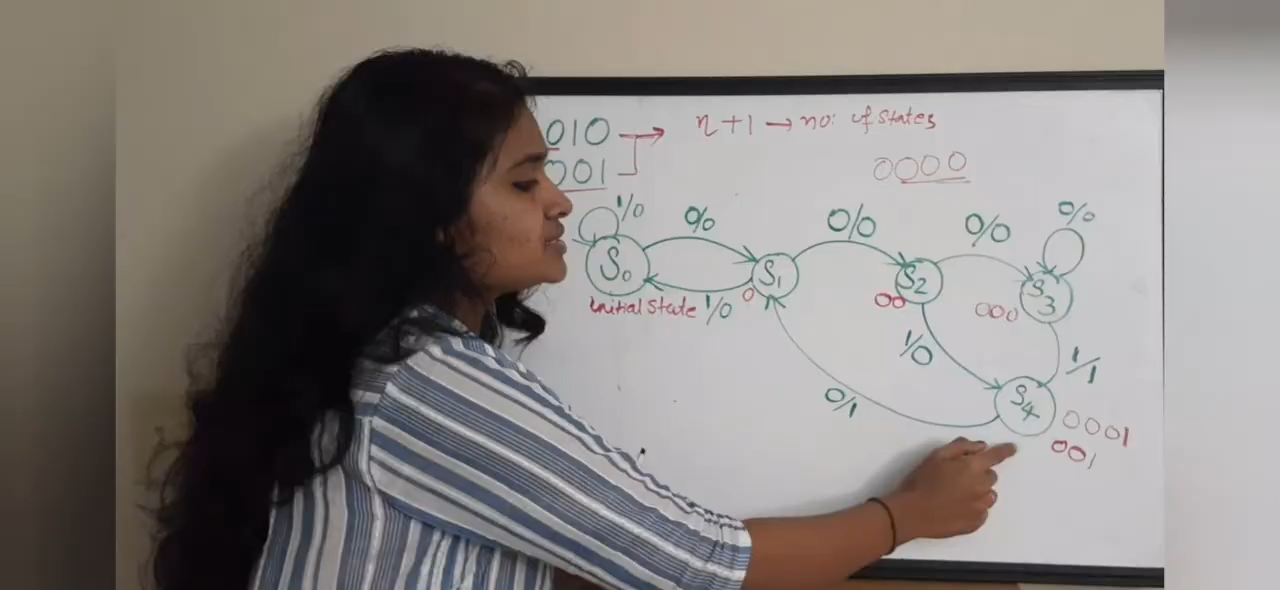 010 → n+1 → no: of states
001
0000
1/0 0/0 0/0 0/0 0/0
S0 S1 S2 S3
initial state 1/0 0 00 000
1/0 1/1
0/1 S4 0001
001